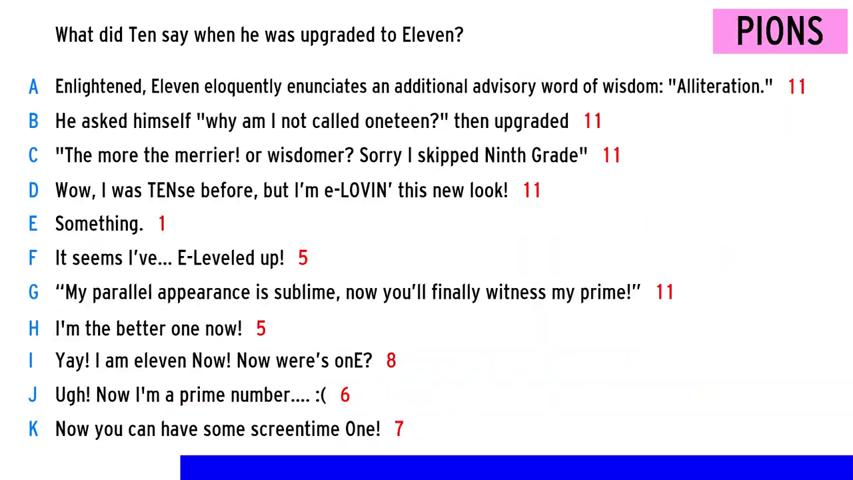 What did Ten say when he was upgraded to Eleven?
PIONS
A Enlightened, Eleven eloquently enunciates an additional advisory word of wisdom: "Alliteration." 11
B He asked himself "why am I not called oneteen?" then upgraded 11
C "The more the merrier! or wisdomer? Sorry I skipped Ninth Grade" 11
D Wow, I was TENse before, but I'm e-LOVIN' this new look! 11
E Something. 1
F It seems I've... E-Leveled up! 5
G “My parallel appearance is sublime, now you’ll finally witness my prime!” 11
H I'm the better one now! 5
I Yay! I am eleven Now! Now were’s onE? 8
J Ugh! Now I'm a prime number.... :( 6
K Now you can have some screentime One! 7